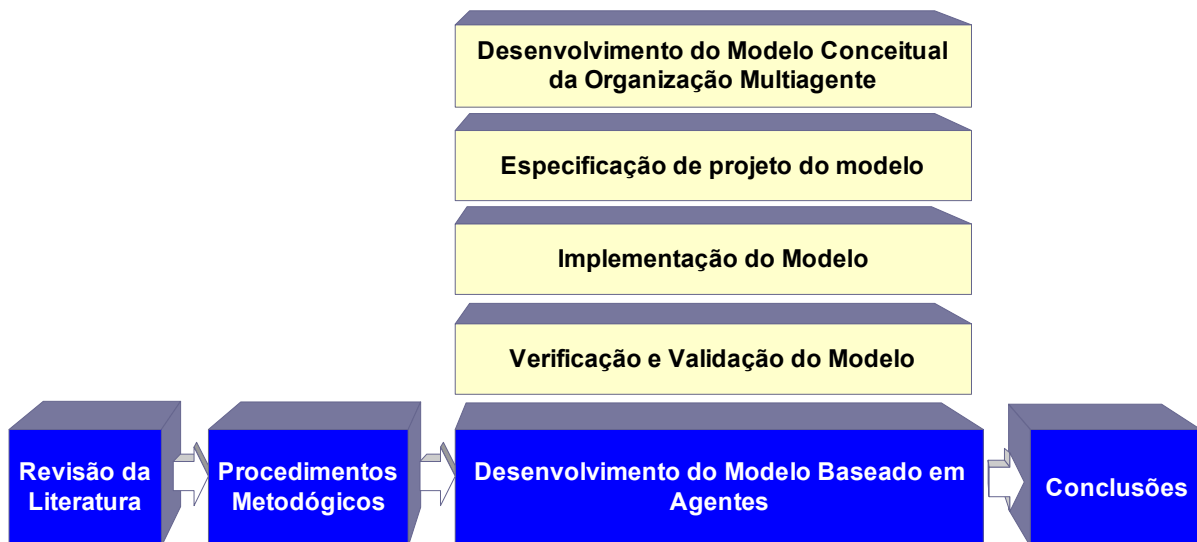 Desenvolvimento do Modelo Conceitual
da Organização Multiagente
Especificação de projeto do modelo
Implementação do Modelo
Verificação e Validação do Modelo
Revisão da
Literatura
Procedimentos
Metodógicos
Desenvolvimento do Modelo Baseado em
Agentes
Conclusões